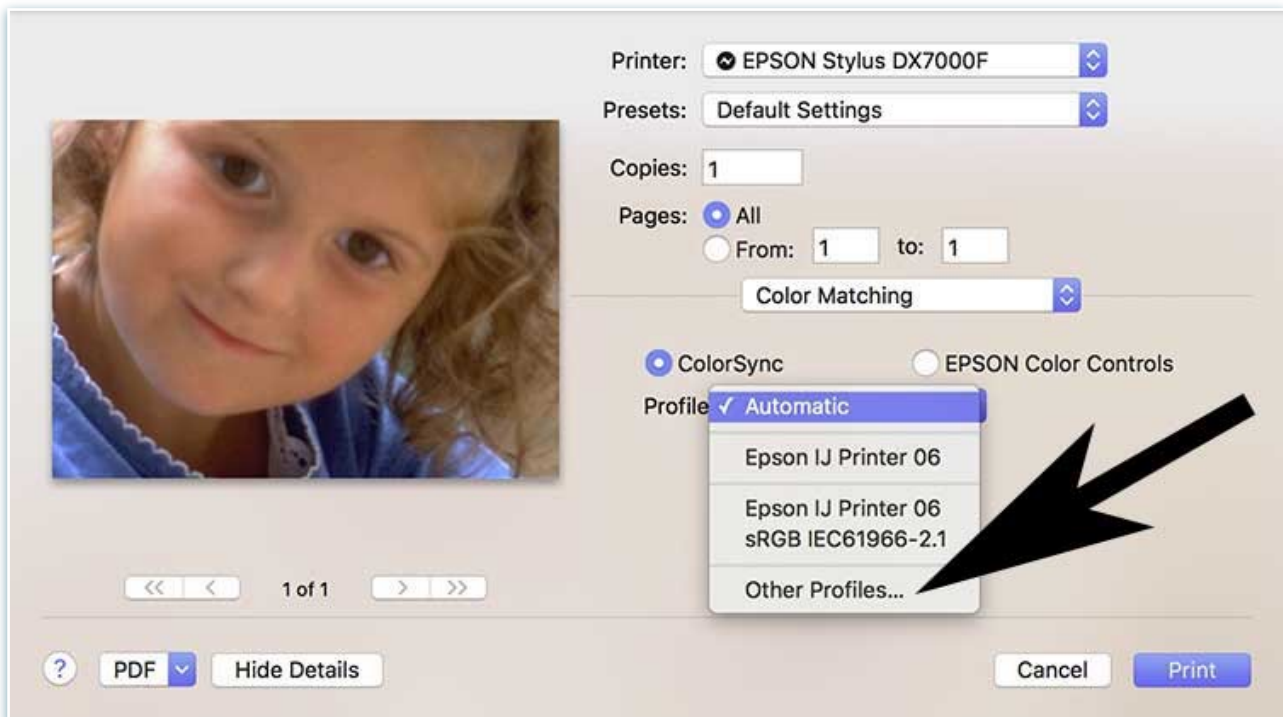 Printer: EPSON Stylus DX7000F
Presets: Default Settings
Copies: 1
Pages: All
From: 1 to: 1
Color Matching
ColorSync EPSON Color Controls
Profile ✓ Automatic
Epson IJ Printer 06
Epson IJ Printer 06
sRGB IEC61966-2.1
Other Profiles...
<< < 1 of 1 > >>
? PDF Hide Details Cancel Print